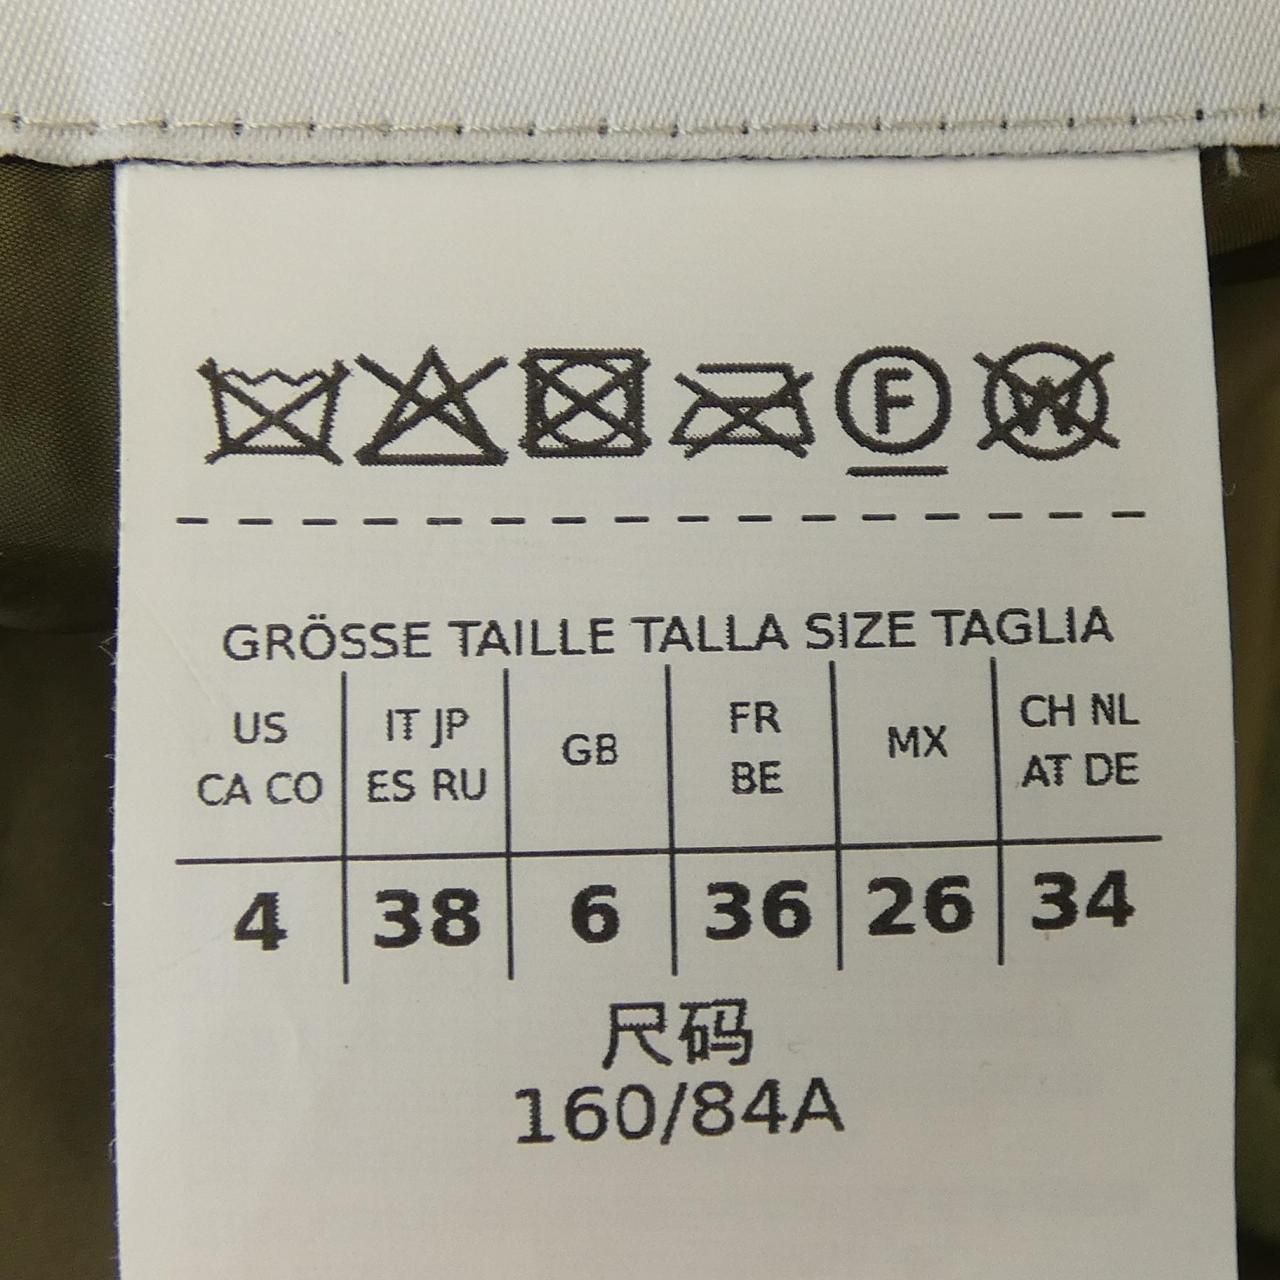 F W
GRÖSSE TAILLE TALLA SIZE TAGLIA
US CA CO
IT JP ES RU
GB
FR BE
MX
CH NL AT DE
4 38 6 36 26 34
尺码
160/84A